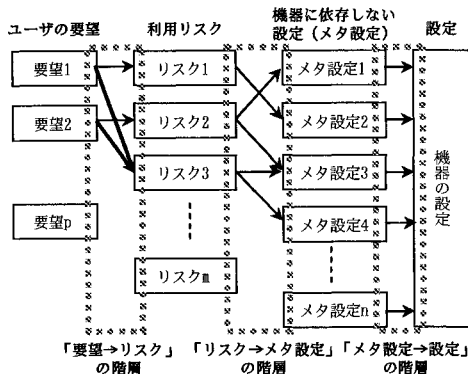 ユーザの要望
利用リスク
機器に依存しない
設定（メタ設定）
設定
要望1
リスク1
メタ設定1
要望2
リスク2
メタ設定2
リスク3
メタ設定3
機器の設定
要望p
メタ設定4
リスクm
メタ設定n
「要望→リスク」
の階層
「リスク→メタ設定」
の階層
「メタ設定→設定」
の階層